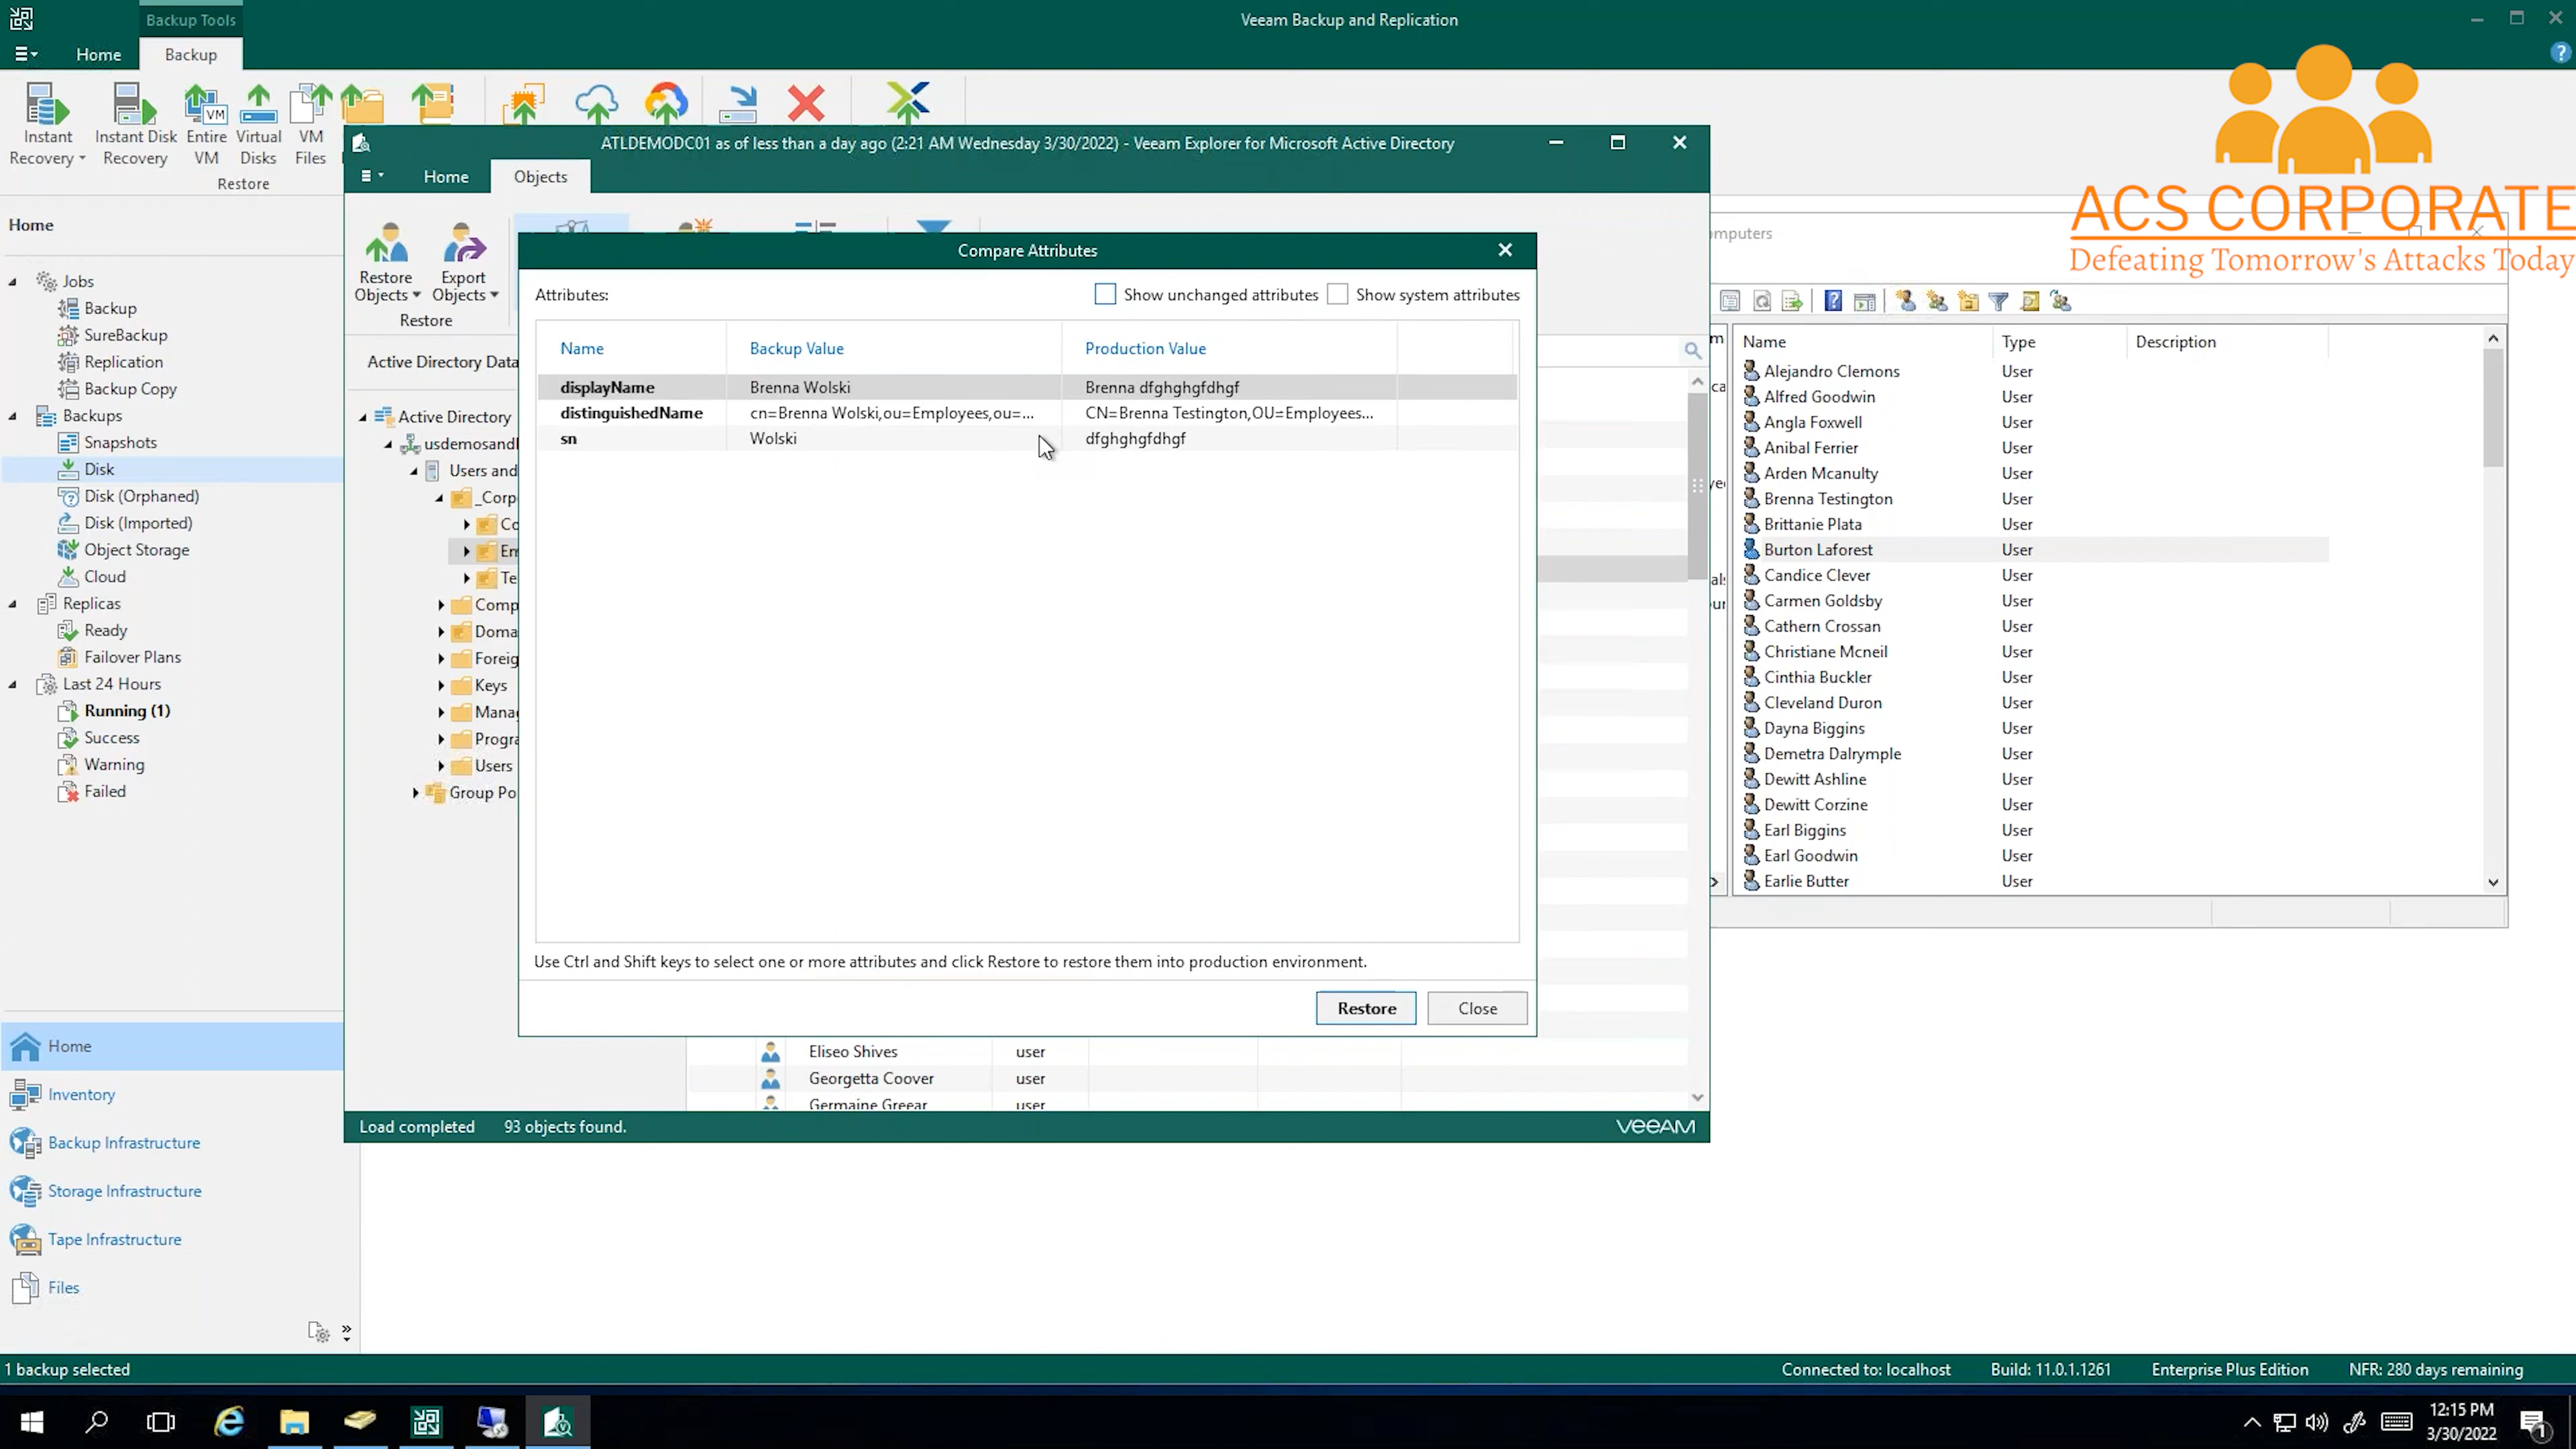 Backup Tools
Veeam Backup and Replication
Home
Backup
Instant Recovery
Instant Disk Recovery
Entire VM
Virtual Disks
VM Files
Restore
ACS CORPORATE
Defeating Tomorrow's Attacks Today
ATLDEMODC01 as of less than a day ago (2:21 AM Wednesday 3/30/2022) - Veeam Explorer for Microsoft Active Directory
Home
Objects
Restore Objects
Export Objects
Restore
Home
Jobs
Backup
SureBackup
Replication
Backup Copy
Backups
Snapshots
Disk
Disk (Orphaned)
Disk (Imported)
Object Storage
Cloud
Replicas
Ready
Failover Plans
Last 24 Hours
Running (1)
Success
Warning
Failed
Home
Inventory
Backup Infrastructure
Storage Infrastructure
Tape Infrastructure
Files
Active Directory Data
Active Directory
usdemosandl
Users and
_Corp
Co
Em
Te
Comp
Doma
Foreig
Keys
Manag
Progra
Users
Group Po
Compare Attributes
Attributes:
Show unchanged attributes
Show system attributes
Name Backup Value Production Value
displayName Brenna Wolski Brenna dfghghgfdhgf
distinguishedName cn=Brenna Wolski,ou=Employees,ou=... CN=Brenna Testington,OU=Employees...
sn Wolski dfghghgfdhgf
Use Ctrl and Shift keys to select one or more attributes and click Restore to restore them into production environment.
Restore
Close
Eliseo Shives user
Georgetta Coover user
Germaine Greear user
Load completed 93 objects found.
veeam
mputers
Name Type Description
Alejandro Clemons User
Alfred Goodwin User
Angla Foxwell User
Anibal Ferrier User
Arden Mcanulty User
Brenna Testington User
Brittanie Plata User
Burton Laforest User
Candice Clever User
Carmen Goldsby User
Cathern Crossan User
Christiane Mcneil User
Cinthia Buckler User
Cleveland Duron User
Dayna Biggins User
Demetra Dalrymple User
Dewitt Ashline User
Dewitt Corzine User
Earl Biggins User
Earl Goodwin User
Earlie Butter User
1 backup selected
Connected to: localhost
Build: 11.0.1.1261
Enterprise Plus Edition
NFR: 280 days remaining
12:15 PM
3/30/2022
1